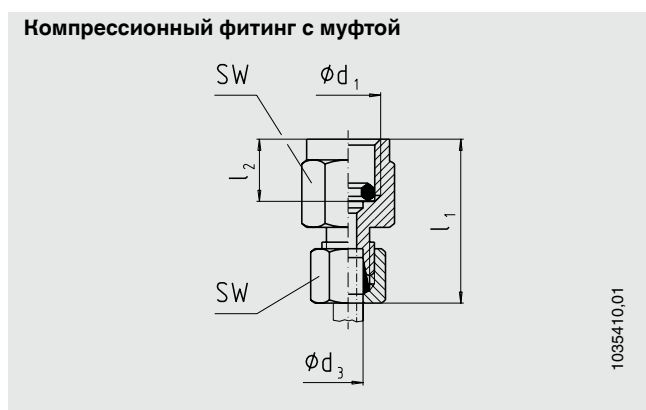 Компрессионный фитинг с муфтой
SW
Ød₁
l₂
l₁
SW
Ød₃
1035410,01